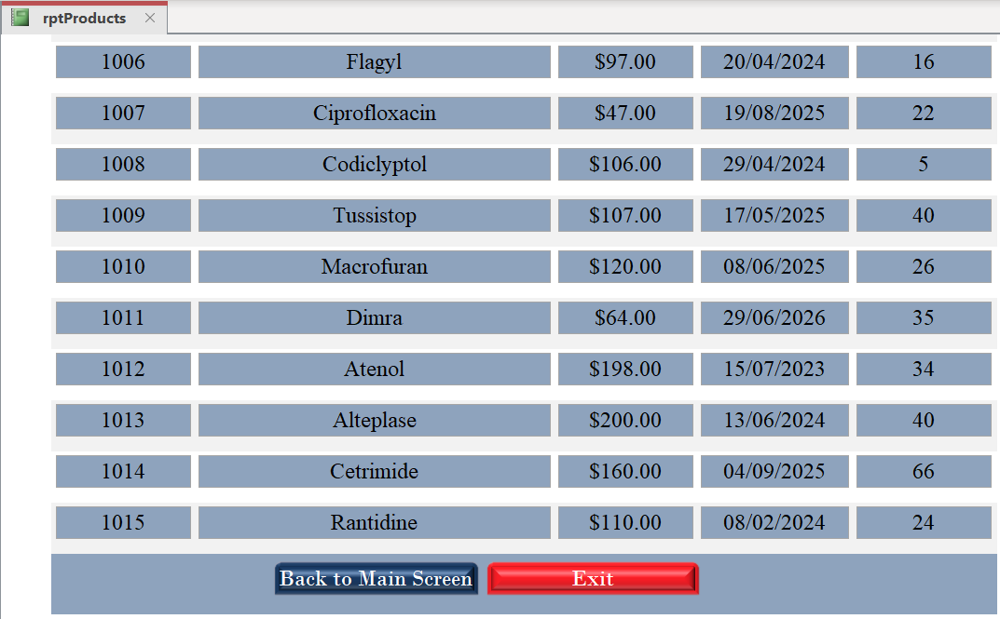 rptProducts
1006 Flagyl $97.00 20/04/2024 16
1007 Ciprofloxacin $47.00 19/08/2025 22
1008 Codiclyptol $106.00 29/04/2024 5
1009 Tussistop $107.00 17/05/2025 40
1010 Macrofuran $120.00 08/06/2025 26
1011 Dimra $64.00 29/06/2026 35
1012 Atenol $198.00 15/07/2023 34
1013 Alteplase $200.00 13/06/2024 40
1014 Cetrimide $160.00 04/09/2025 66
1015 Rantidine $110.00 08/02/2024 24
Back to Main Screen Exit